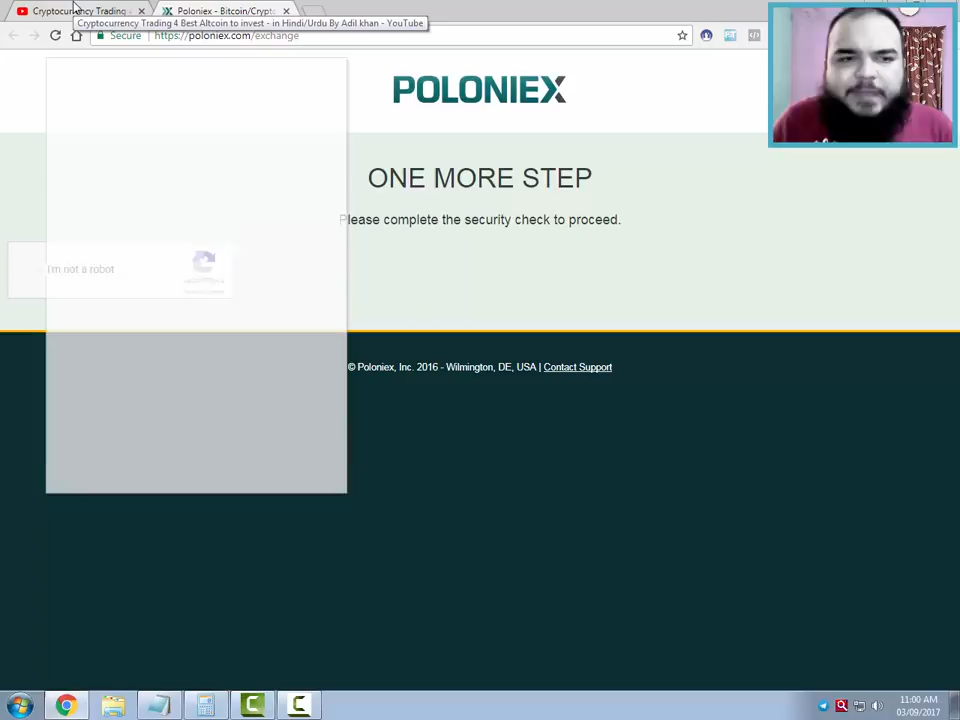 Cryptocurrency Trading
Poloniex - Bitcoin/Crypto
Cryptocurrency Trading 4 Best Altcoin to invest - in Hindi/Urdu By Adil khan - YouTube
Secure
https://poloniex.com/exchange
POLONIEX
ONE MORE STEP
Please complete the security check to proceed.
I'm not a robot
© Poloniex, Inc. 2016 - Wilmington, DE, USA | Contact Support
11:00 AM
03/09/2017